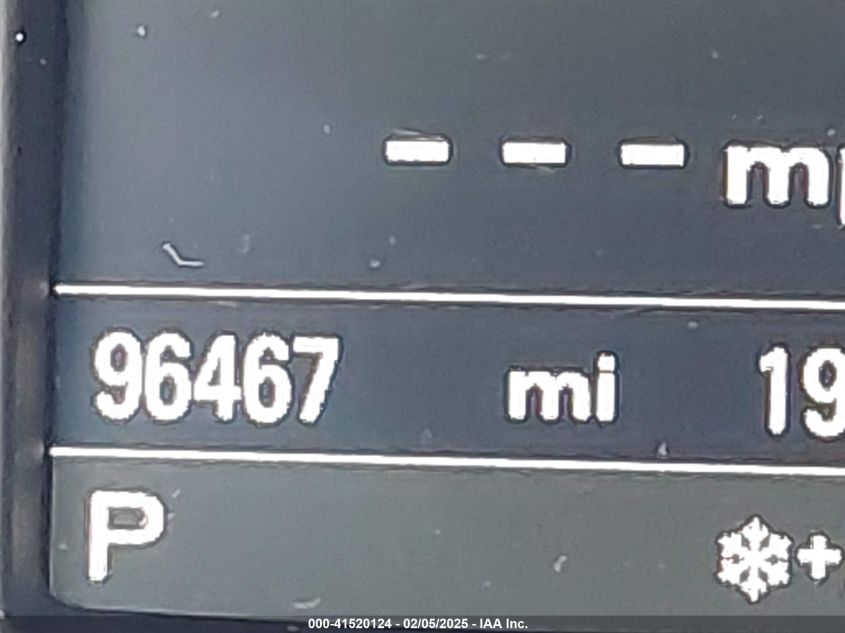 --- mp
96467 mi 19
P +
000-41520124 - 02/05/2025 - IAA Inc.